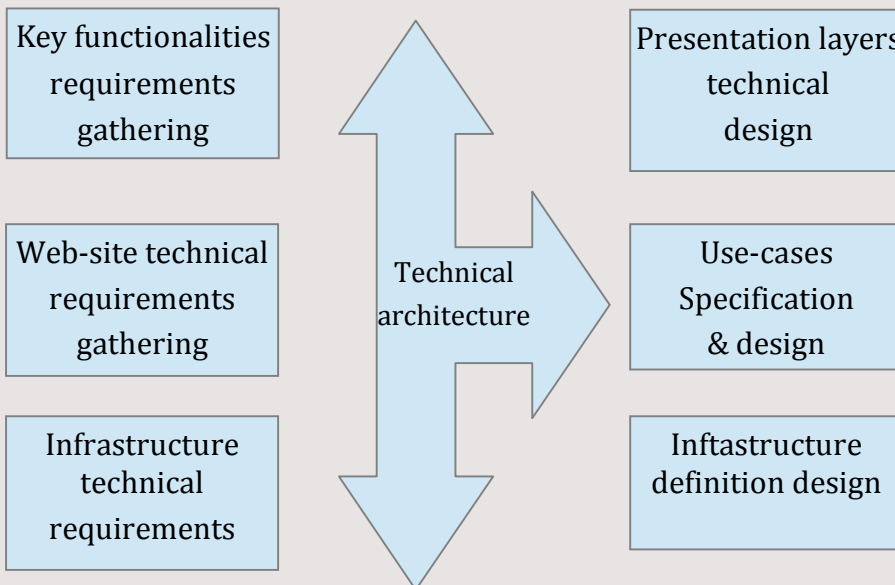 Key functionalities
requirements
gathering
Web-site technical
requirements
gathering
Infrastructure
technical
requirements
Technical
architecture
Presentation layers
technical
design
Use-cases
Specification
& design
Inftastructure
definition design